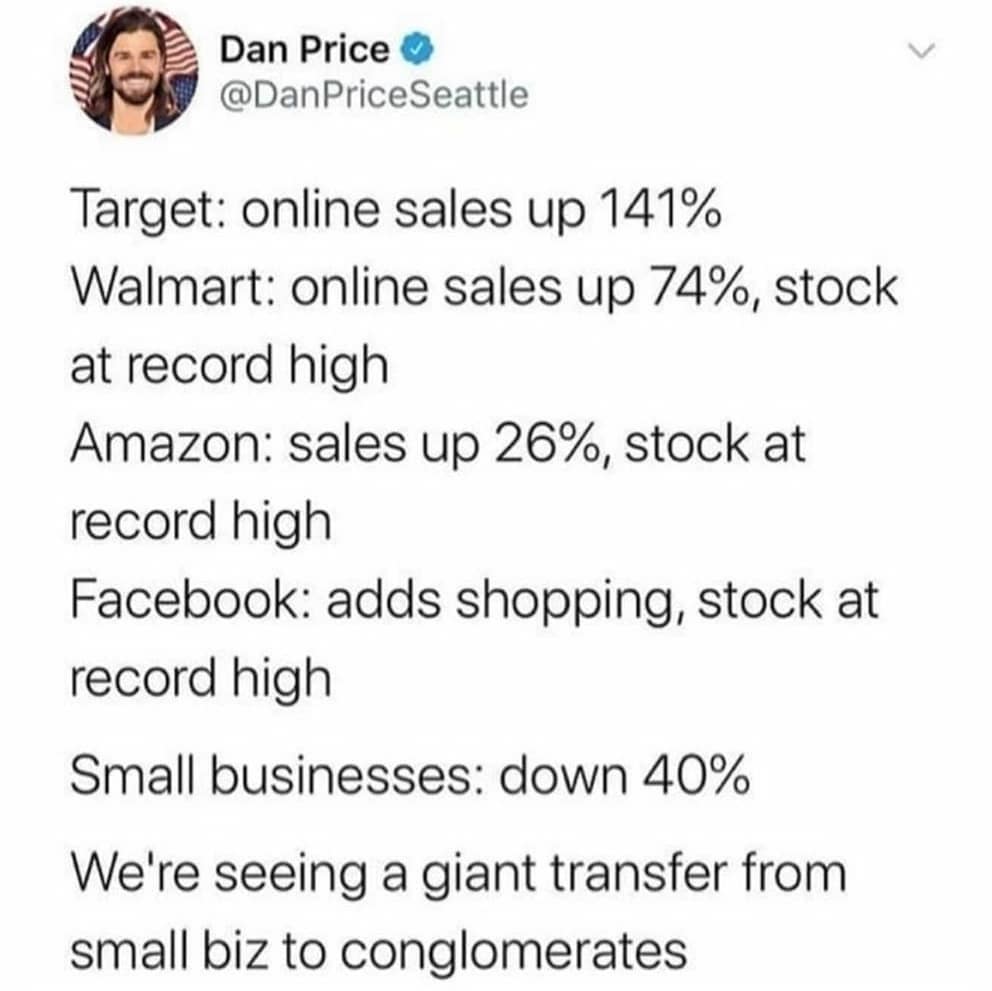 Dan Price
@DanPriceSeattle
Target: online sales up 141%
Walmart: online sales up 74%, stock
at record high
Amazon: sales up 26%, stock at
record high
Facebook: adds shopping, stock at
record high
Small businesses: down 40%
We're seeing a giant transfer from
small biz to conglomerates